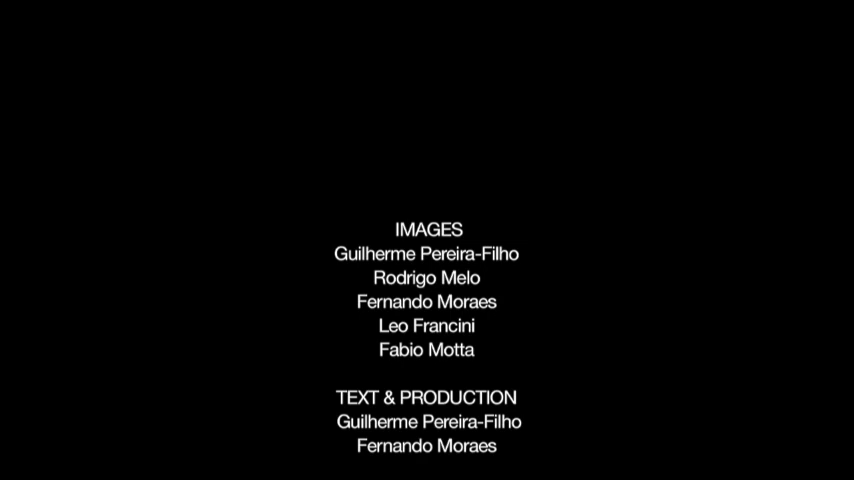 IMAGES
Guilherme Pereira-Filho
Rodrigo Melo
Fernando Moraes
Leo Francini
Fabio Motta
TEXT & PRODUCTION
Guilherme Pereira-Filho
Fernando Moraes